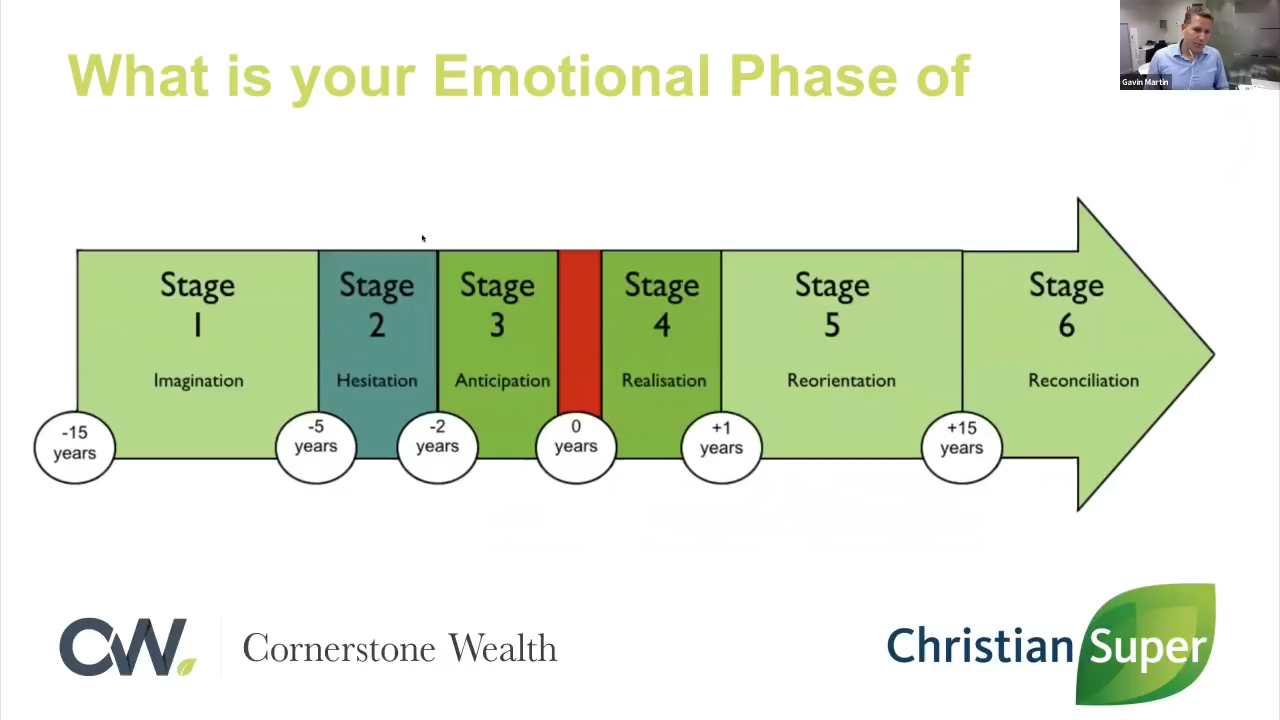 What is your Emotional Phase of
Gavin Martin
Stage
1
Imagination
Stage
2
Hesitation
Stage
3
Anticipation
Stage
4
Realisation
Stage
5
Reorientation
Stage
6
Reconciliation
-15
years
-5
years
-2
years
0
years
+1
years
+15
years
CW.
Cornerstone Wealth
Christian Super